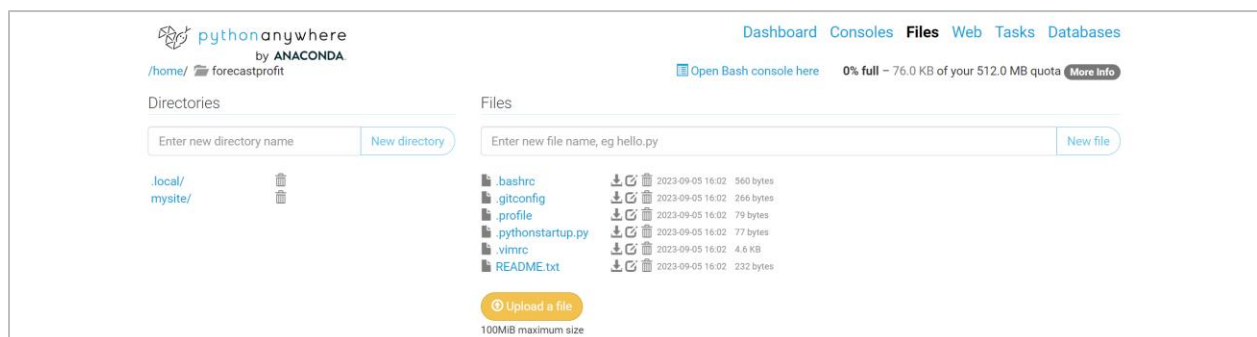 pythonanywhere
by ANACONDA.
Dashboard Consoles Files Web Tasks Databases
/home/ forecastprofit
Open Bash console here 0% full – 76.0 KB of your 512.0 MB quota More Info
Directories
Enter new directory name New directory
.local/
mysite/
Files
Enter new file name, eg hello.py New file
.bashrc 2023-09-05 16:02 560 bytes
.gitconfig 2023-09-05 16:02 266 bytes
.profile 2023-09-05 16:02 79 bytes
.pythonstartup.py 2023-09-05 16:02 77 bytes
.vimrc 2023-09-05 16:02 4.6 KB
README.txt 2023-09-05 16:02 232 bytes
Upload a file
100MiB maximum size